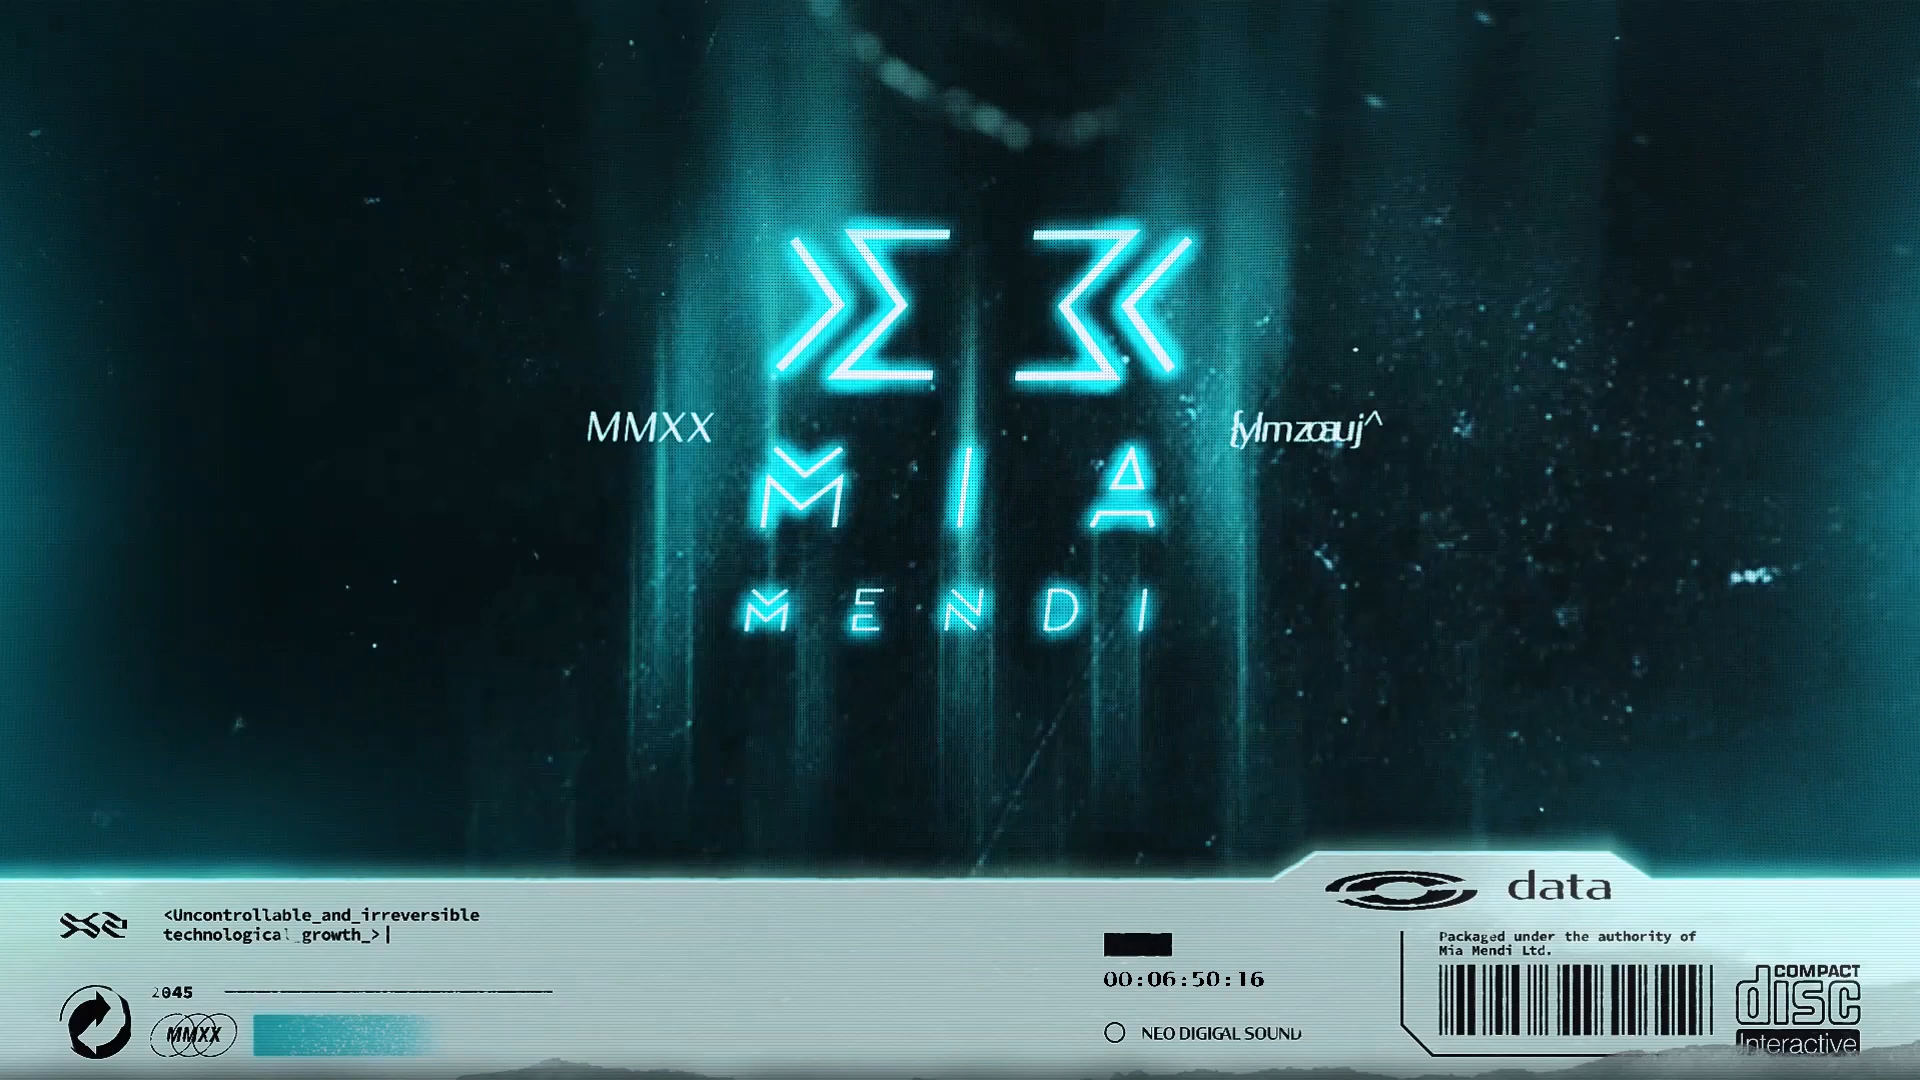 MMXX
{ylmzoauj^
MIA
MENDI
data
<Uncontrollable_and_irreversible
technological_growth_>|
Packaged under the authority of
Mia Mendi Ltd.
00:06:50:16
2045
MMXX
NEO DIGIGAL SOUND
COMPACT
disc
Interactive